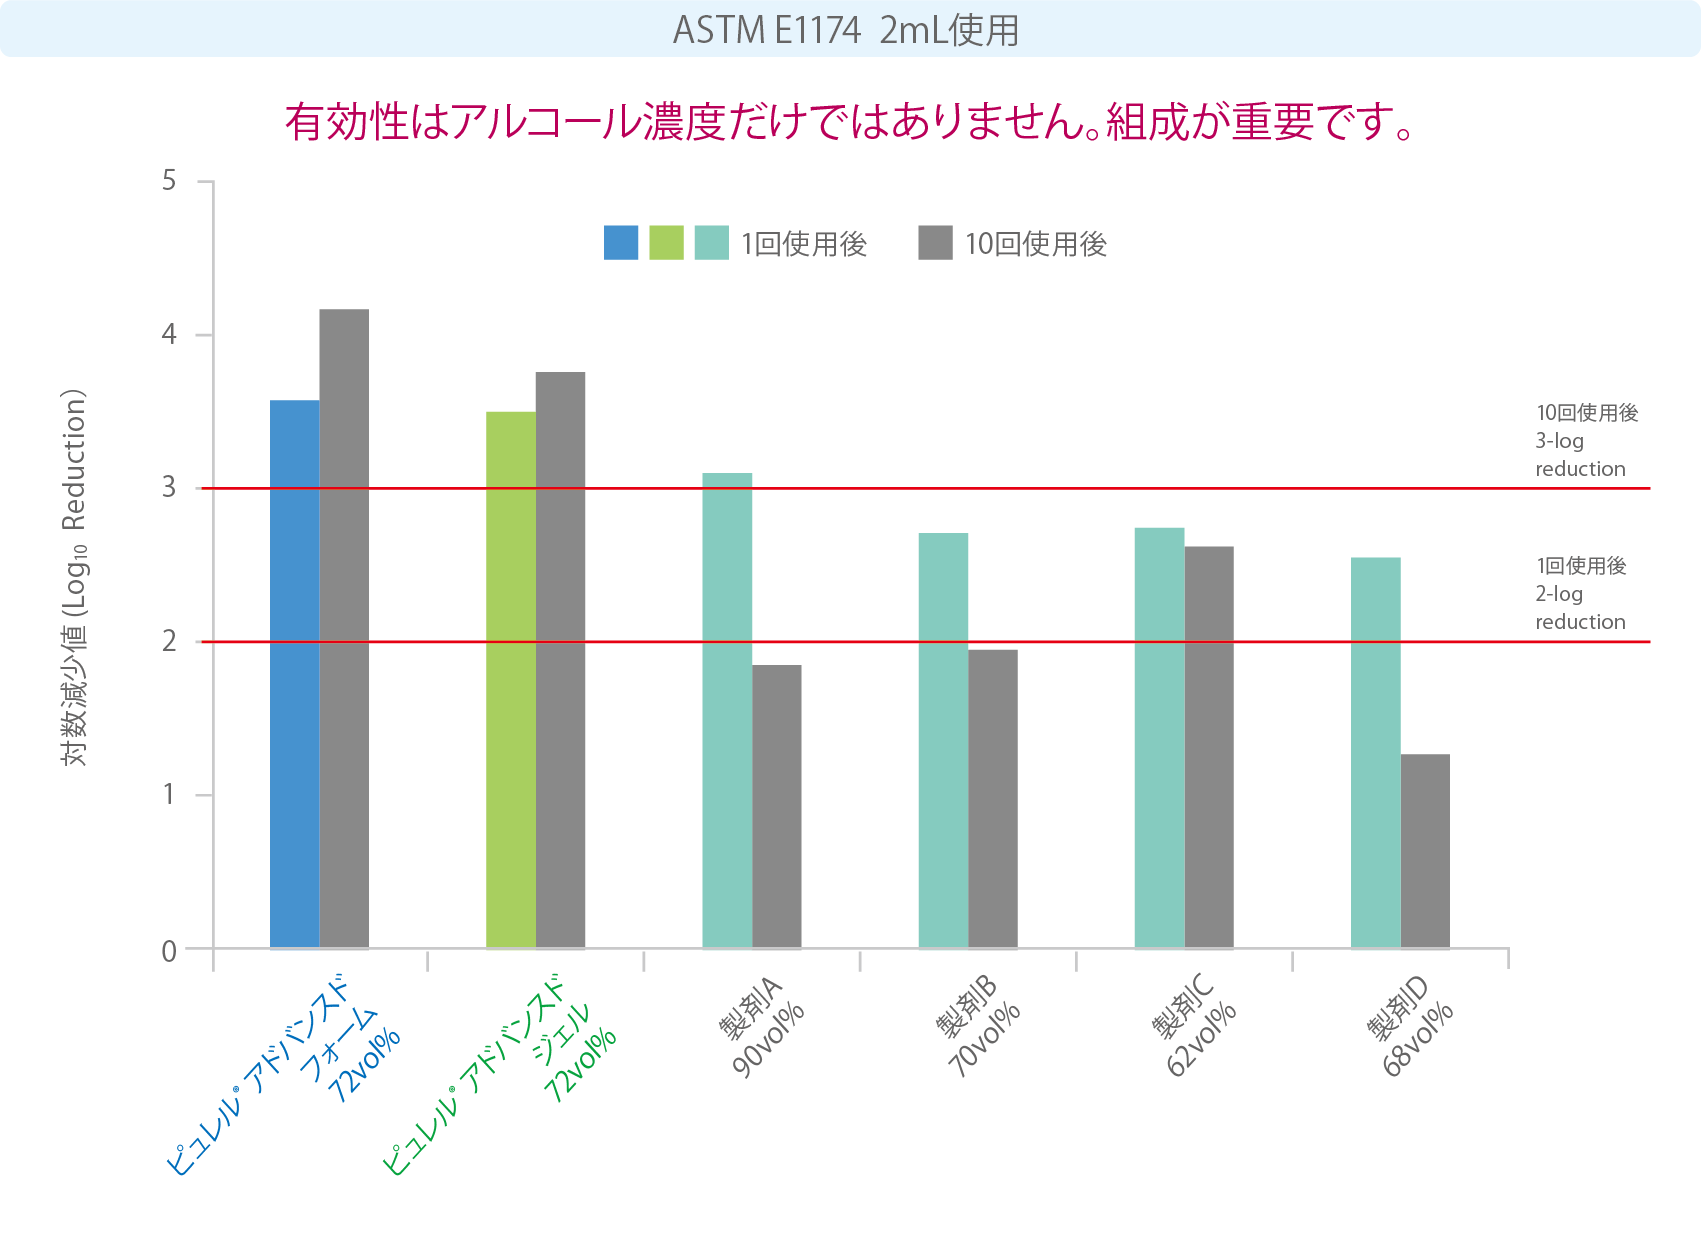 ASTM E1174 2mL使用
有効性はアルコール濃度だけではありません。組成が重要です。
5
4
3
2
1
0
対数減少値 (Log₁₀ Reduction)
1回使用後
10回使用後
10回使用後
3-log
reduction
1回使用後
2-log
reduction
ピュレル® アドバンスド
フォーム
72vol%
ピュレル® アドバンスド
ジェル
72vol%
製剤A
90vol%
製剤B
70vol%
製剤C
62vol%
製剤D
68vol%